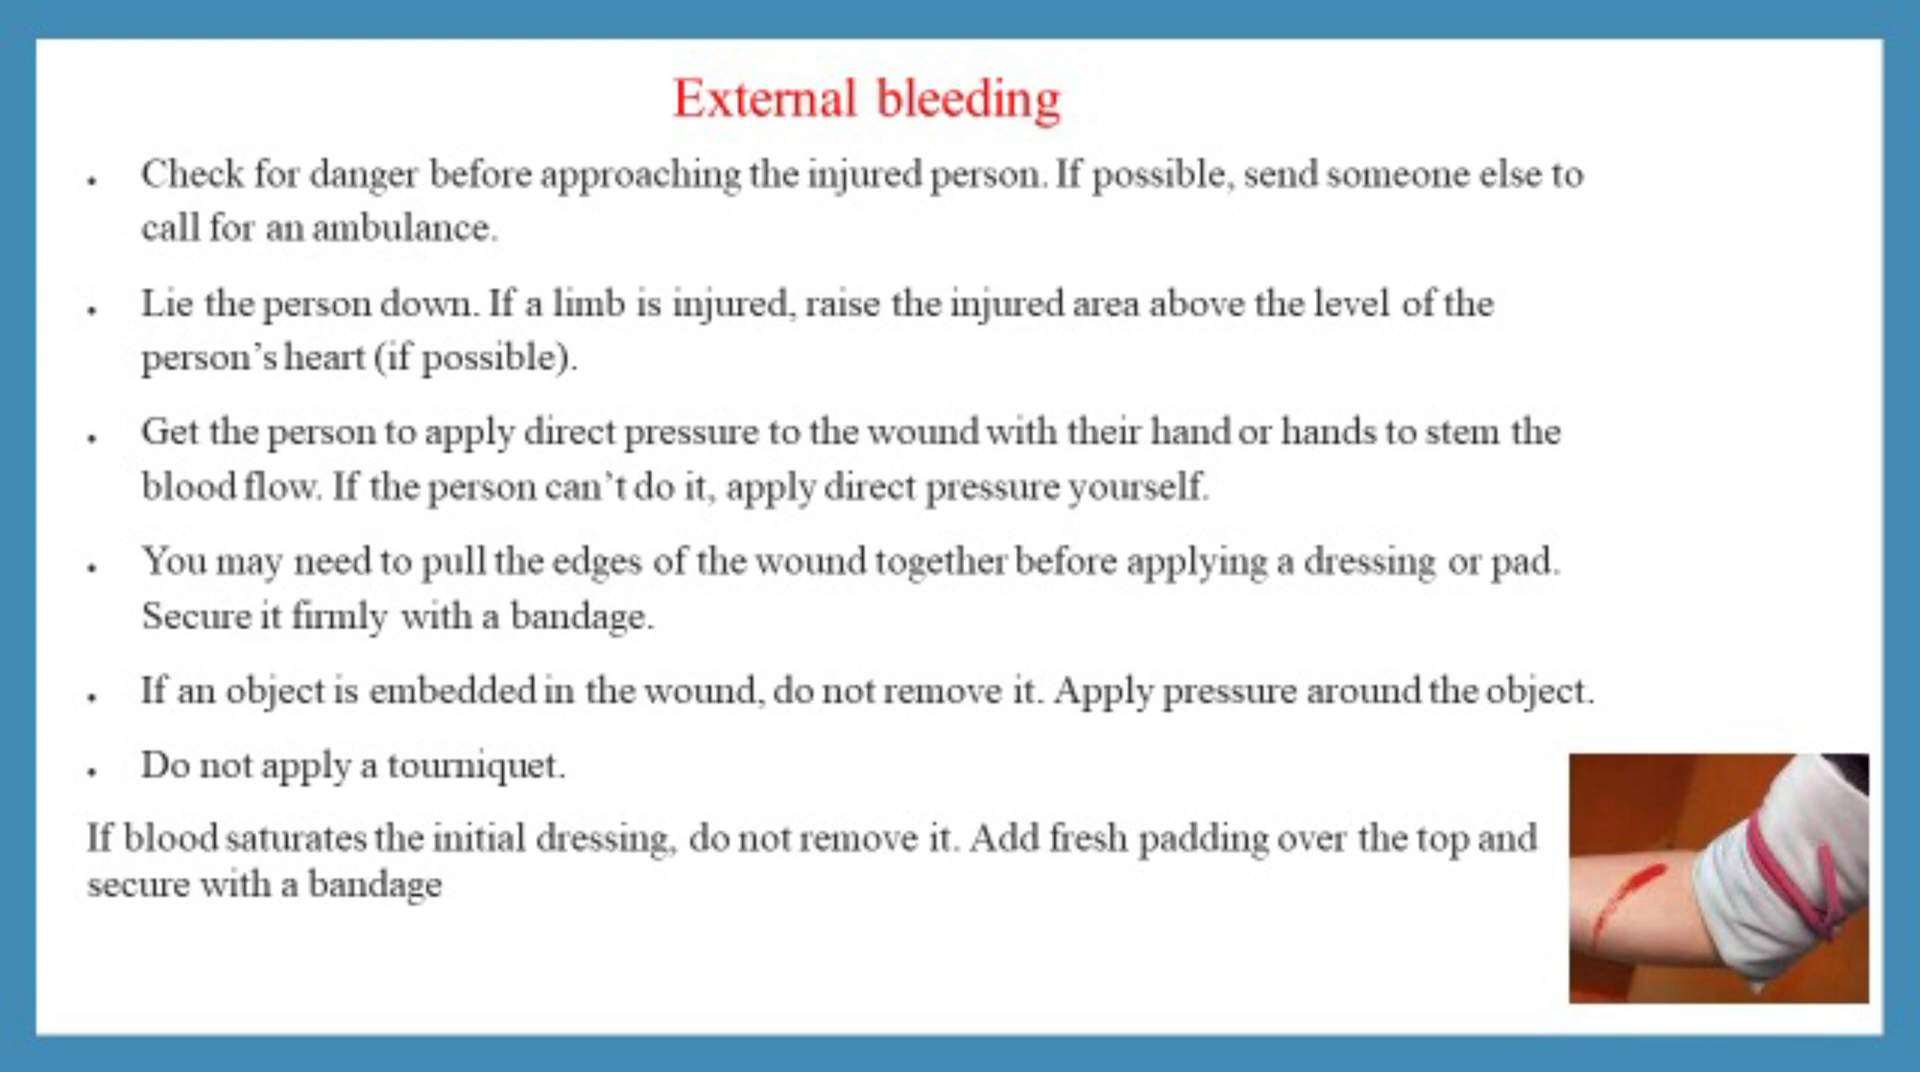 External bleeding
. Check for danger before approaching the injured person. If possible, send someone else to
call for an ambulance.
. Lie the person down. If a limb is injured, raise the injured area above the level of the
person’s heart (if possible).
. Get the person to apply direct pressure to the wound with their hand or hands to stem the
blood flow. If the person can’t do it, apply direct pressure yourself.
. You may need to pull the edges of the wound together before applying a dressing or pad.
Secure it firmly with a bandage.
. If an object is embedded in the wound, do not remove it. Apply pressure around the object.
. Do not apply a tourniquet.
If blood saturates the initial dressing, do not remove it. Add fresh padding over the top and
secure with a bandage